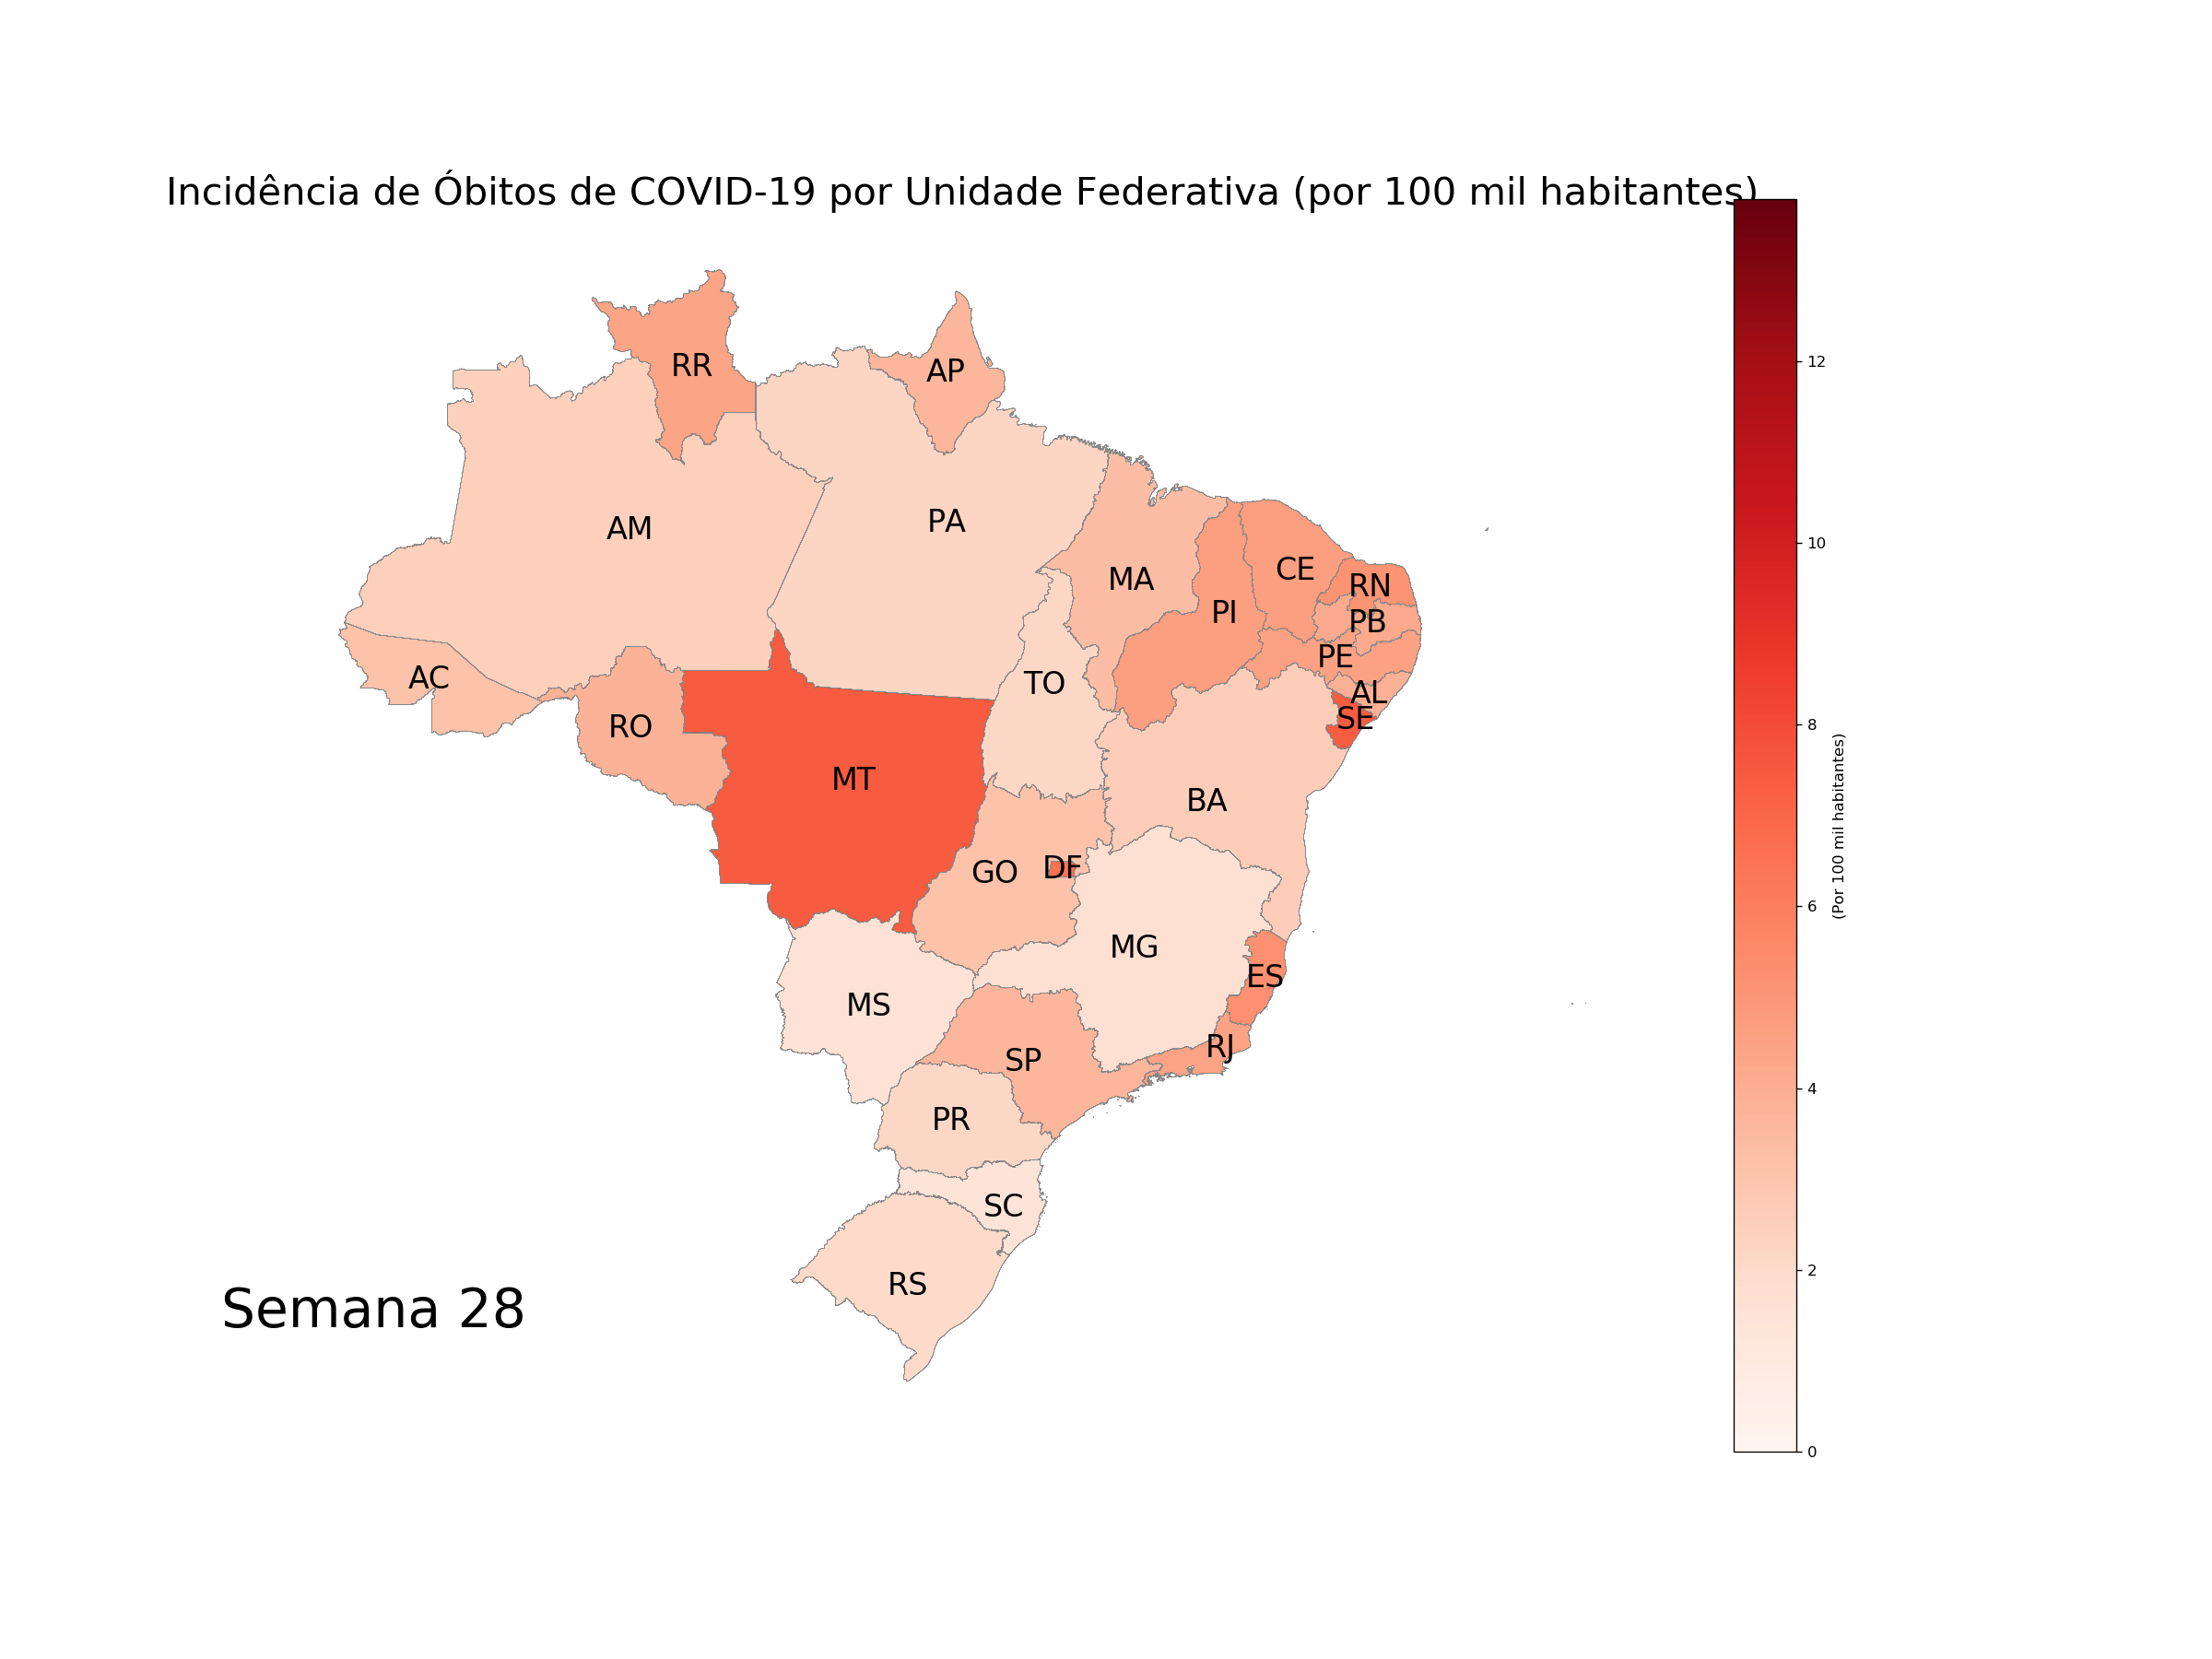 Incidência de Óbitos de COVID-19 por Unidade Federativa (por 100 mil habitantes)
RR
AP
12
AM
PA
10
CE
MA
RN
PI
PB
PE
AC
TO
AL
SE
RO
8
MT
BA
(Por 100 mil habitantes)
GO
DF
6
MG
ES
MS
RJ
SP
4
PR
SC
2
RS
Semana 28
0